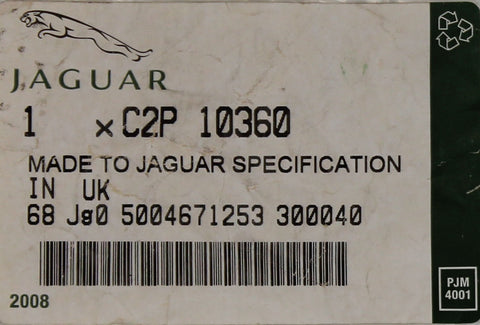 JAGUAR
1 x C2P 10360
MADE TO JAGUAR SPECIFICATION
IN UK
68 Jg0 5004671253 300040
2008
PJM
4001